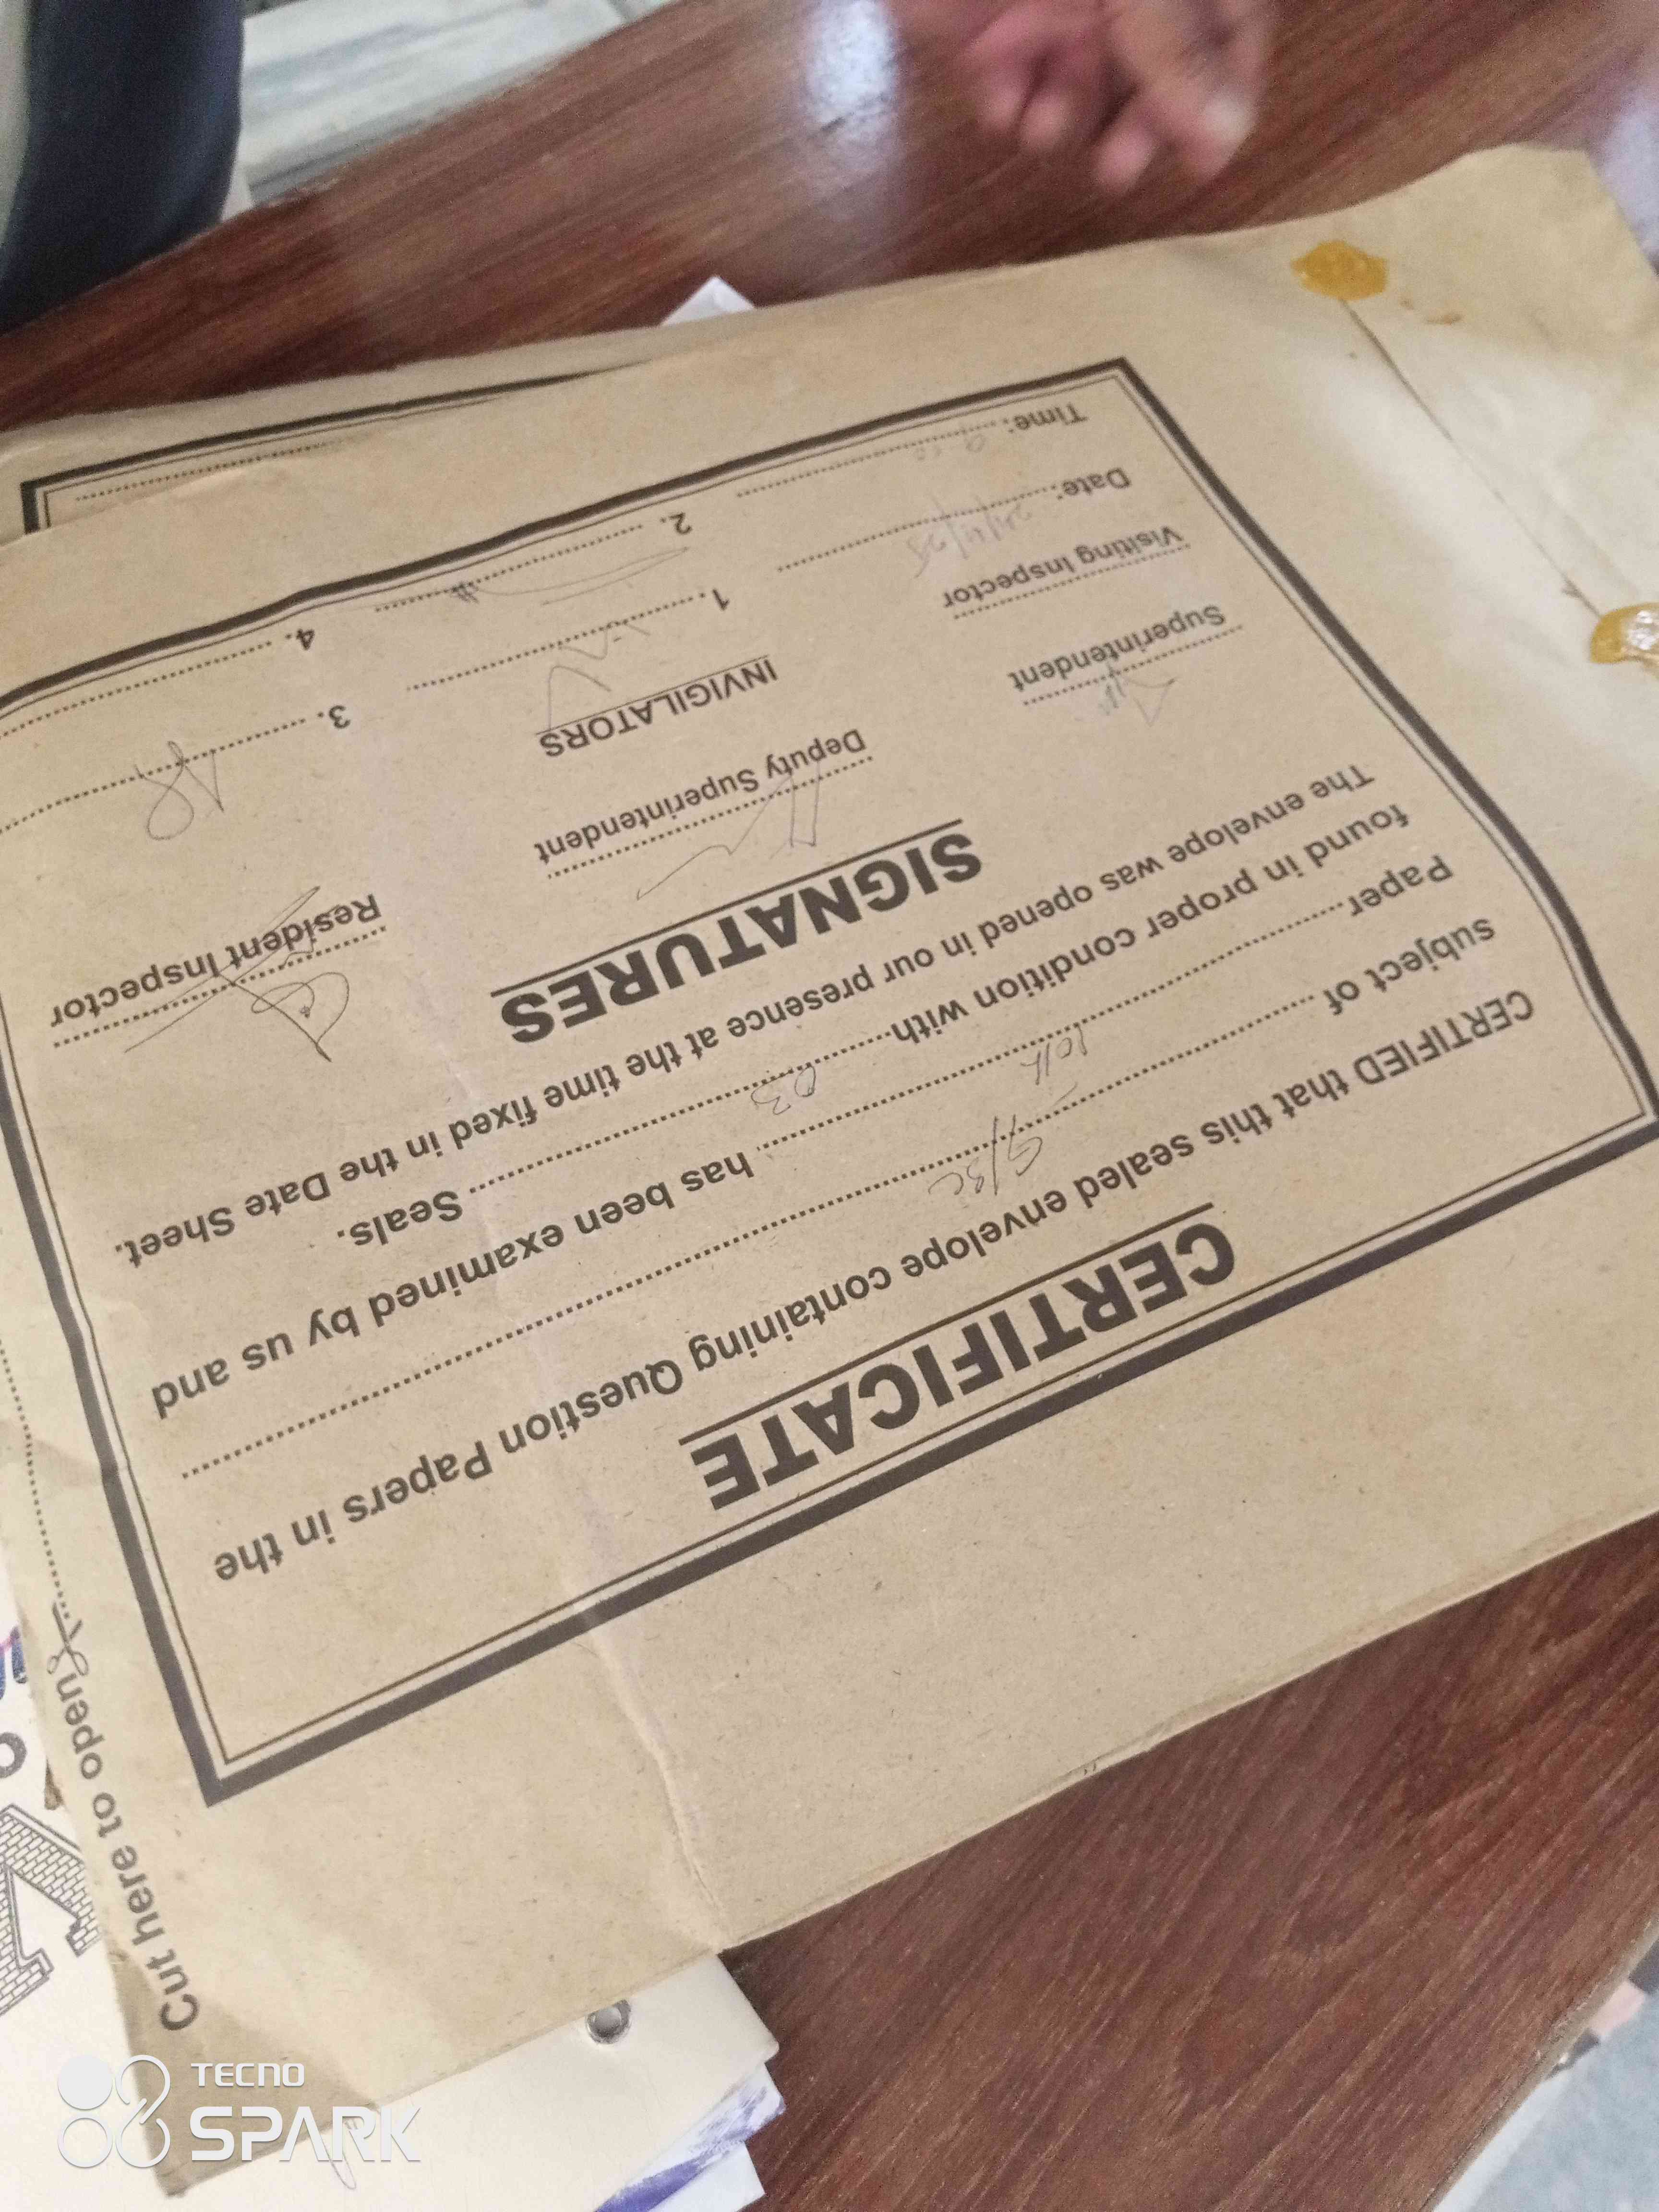 CERTIFICATE
CERTIFIED that this sealed envelope containing Question Papers in the
subject of ........ G/Sc ........
Paper ........ 10th ........ has been examined by us and
found in proper condition with ........ 03 ........ Seals.
The envelope was opened in our presence at the time fixed in the Date Sheet.
SIGNATURES
Superintendent
Deputy Superintendent
Resident Inspector
Visiting Inspector
INVIGILATORS
Date:
1.
3.
Time:
2.
4.
Cut here to open
TECNO
SPARK